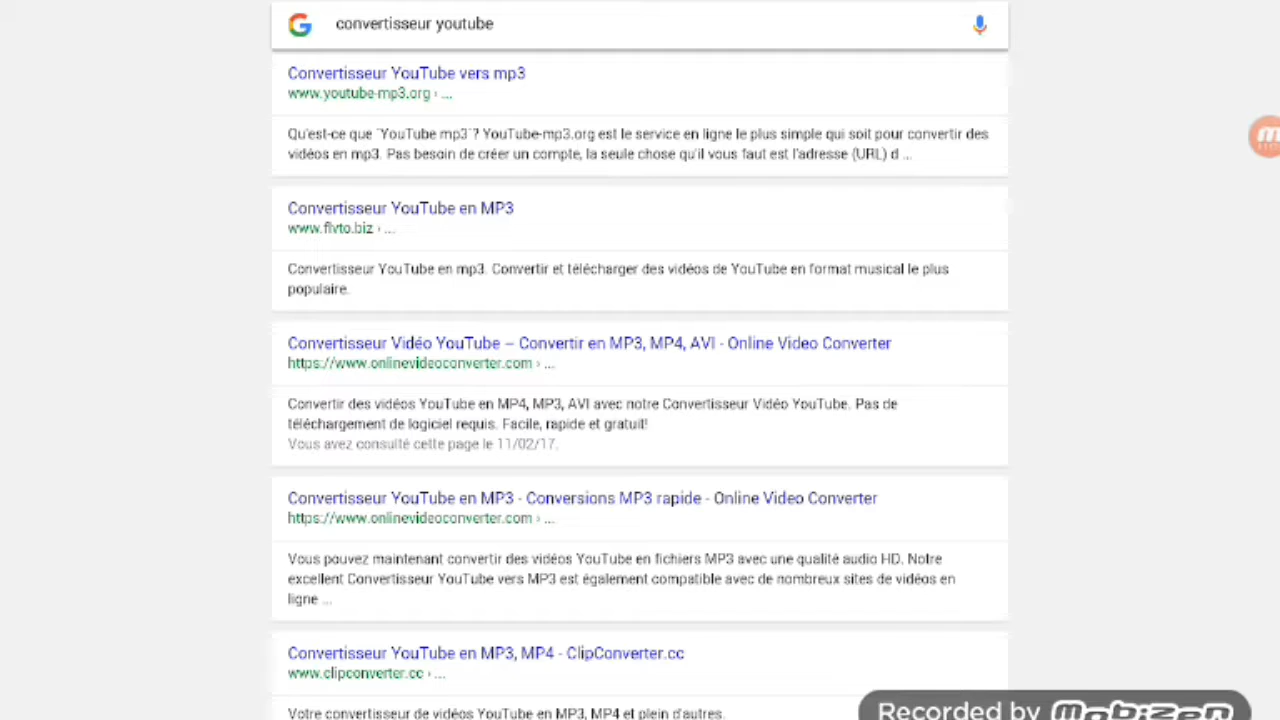 convertisseur youtube
Convertisseur YouTube vers mp3
www.youtube-mp3.org › ...
Qu'est-ce que "YouTube mp3"? YouTube-mp3.org est le service en ligne le plus simple qui soit pour convertir des
vidéos en mp3. Pas besoin de créer un compte, la seule chose qu'il vous faut est l'adresse (URL) d ...
Convertisseur YouTube en MP3
www.flvto.biz › ...
Convertisseur YouTube en mp3. Convertir et télécharger des vidéos de YouTube en format musical le plus
populaire.
Convertisseur Vidéo YouTube – Convertir en MP3, MP4, AVI - Online Video Converter
https://www.onlinevideoconverter.com › ...
Convertir des vidéos YouTube en MP4, MP3, AVI avec notre Convertisseur Vidéo YouTube. Pas de
téléchargement de logiciel requis. Facile, rapide et gratuit!
Vous avez consulté cette page le 11/02/17.
Convertisseur YouTube en MP3 - Conversions MP3 rapide - Online Video Converter
https://www.onlinevideoconverter.com › ...
Vous pouvez maintenant convertir des vidéos YouTube en fichiers MP3 avec une qualité audio HD. Notre
excellent Convertisseur YouTube vers MP3 est également compatible avec de nombreux sites de vidéos en
ligne ...
Convertisseur YouTube en MP3, MP4 - ClipConverter.cc
www.clipconverter.cc › ...
Votre convertisseur de vidéos YouTube en MP3, MP4 et plein d'autres.
Recorded by mobizen